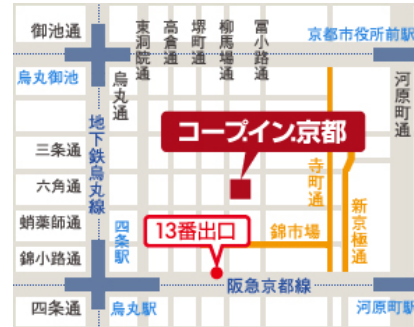 御池通
東洞院通
高倉通
堺町通
柳馬場通
富小路通
京都市役所前駅
烏丸御池
烏丸通
河原町通
地下鉄烏丸線
コープ.イン.京都
三条通
六角通
寺町通
新京極通
蛸薬師通
四条駅
13番出口
錦市場
錦小路通
阪急京都線
四条通
烏丸駅
河原町駅